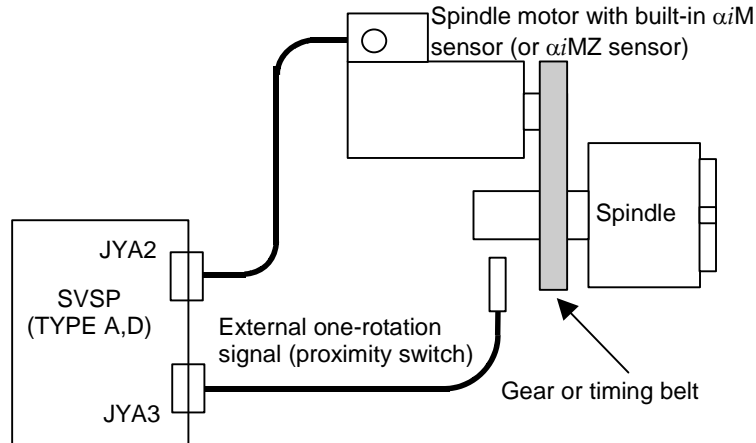 Spindle motor with built-in αiM
sensor (or αiMZ sensor)
Spindle
JYA2
SVSP
(TYPE A,D)
External one-rotation
signal (proximity switch)
Gear or timing belt
JYA3